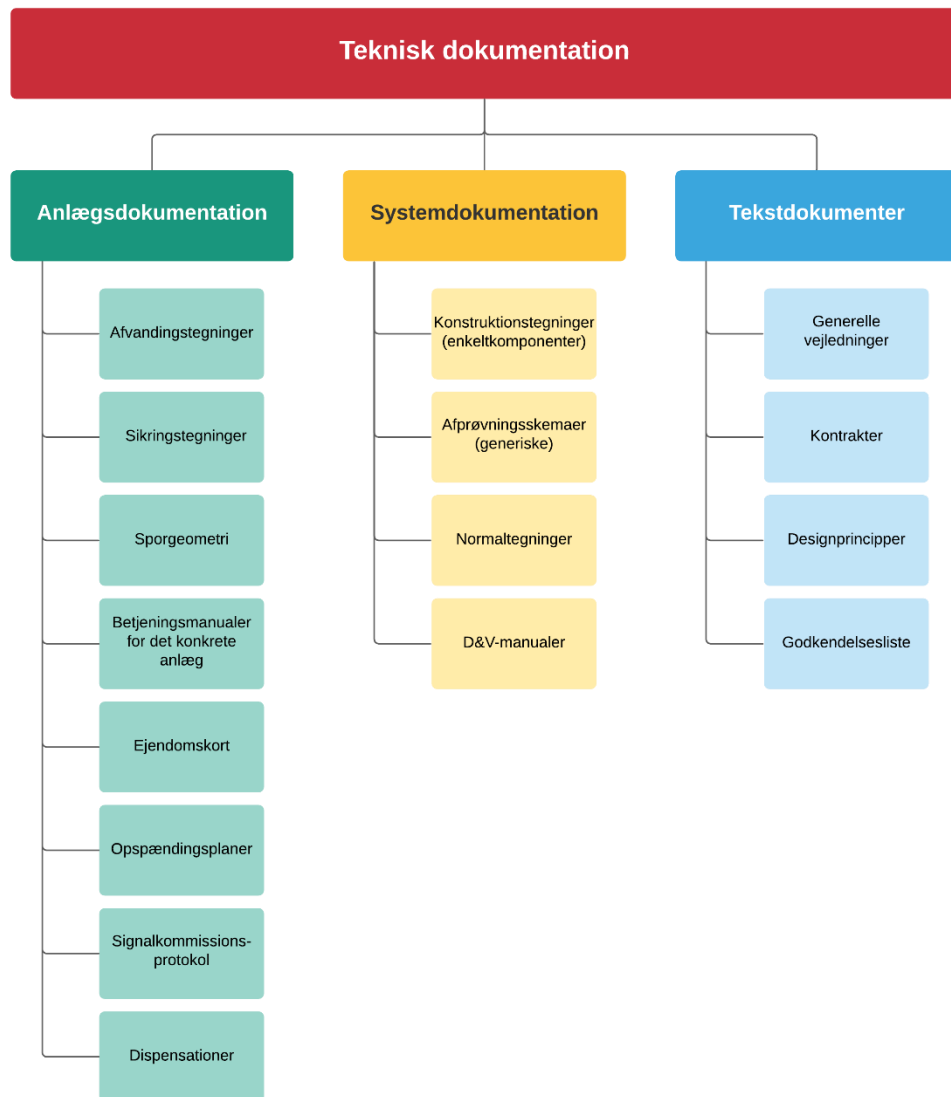 Teknisk dokumentation
Anlægsdokumentation
Afvandingstegninger
Sikringstegninger
Sporgeometri
Betjeningsmanualer
for det konkrete
anlæg
Ejendomskort
Opspændingsplaner
Signalkommissions-
protokol
Dispensationer
Systemdokumentation
Konstruktionstegninger
(enkeltkomponenter)
Afprøvningsskemaer
(generiske)
Normaltegninger
D&V-manualer
Tekstdokumenter
Generelle
vejledninger
Kontrakter
Designprincipper
Godkendelsesliste